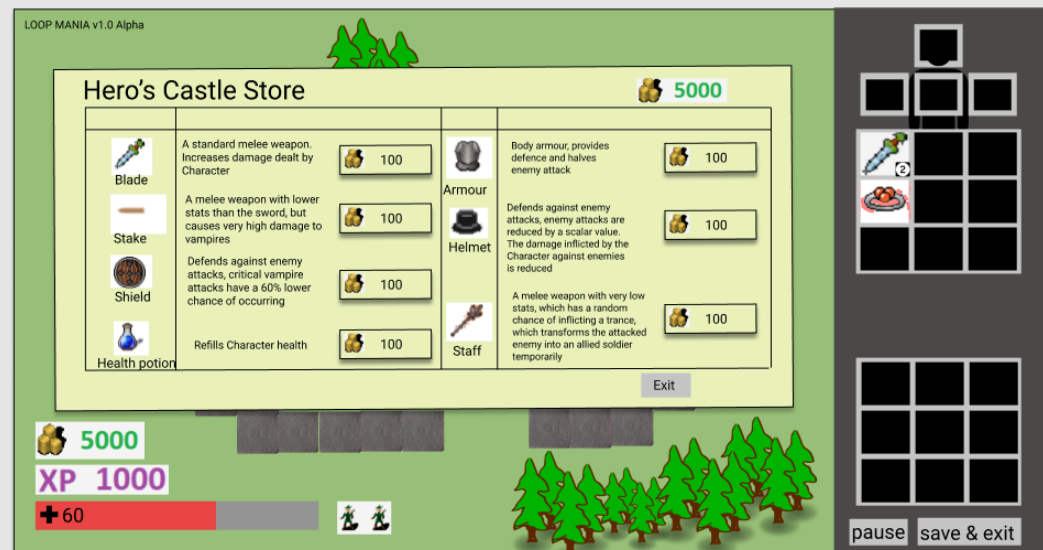 LOOP MANIA v1.0 Alpha
Hero's Castle Store
5000
Blade
A standard melee weapon.
Increases damage dealt by
Character
100
Stake
A melee weapon with lower
stats than the sword, but
causes very high damage to
vampires
100
Shield
Defends against enemy
attacks, critical vampire
attacks have a 60% lower
chance of occurring
100
Health potion
Refills Character health
100
Armour
Body armour, provides
defence and halves
enemy attack
100
Helmet
Defends against enemy
attacks, enemy attacks are
reduced by a scalar value.
The damage inflicted by the
Character against enemies
is reduced
100
Staff
A melee weapon with very low
stats, which has a random
chance of inflicting a trance,
which transforms the attacked
enemy into an allied soldier
temporarily
100
Exit
2
5000
XP 1000
60
pause
save & exit